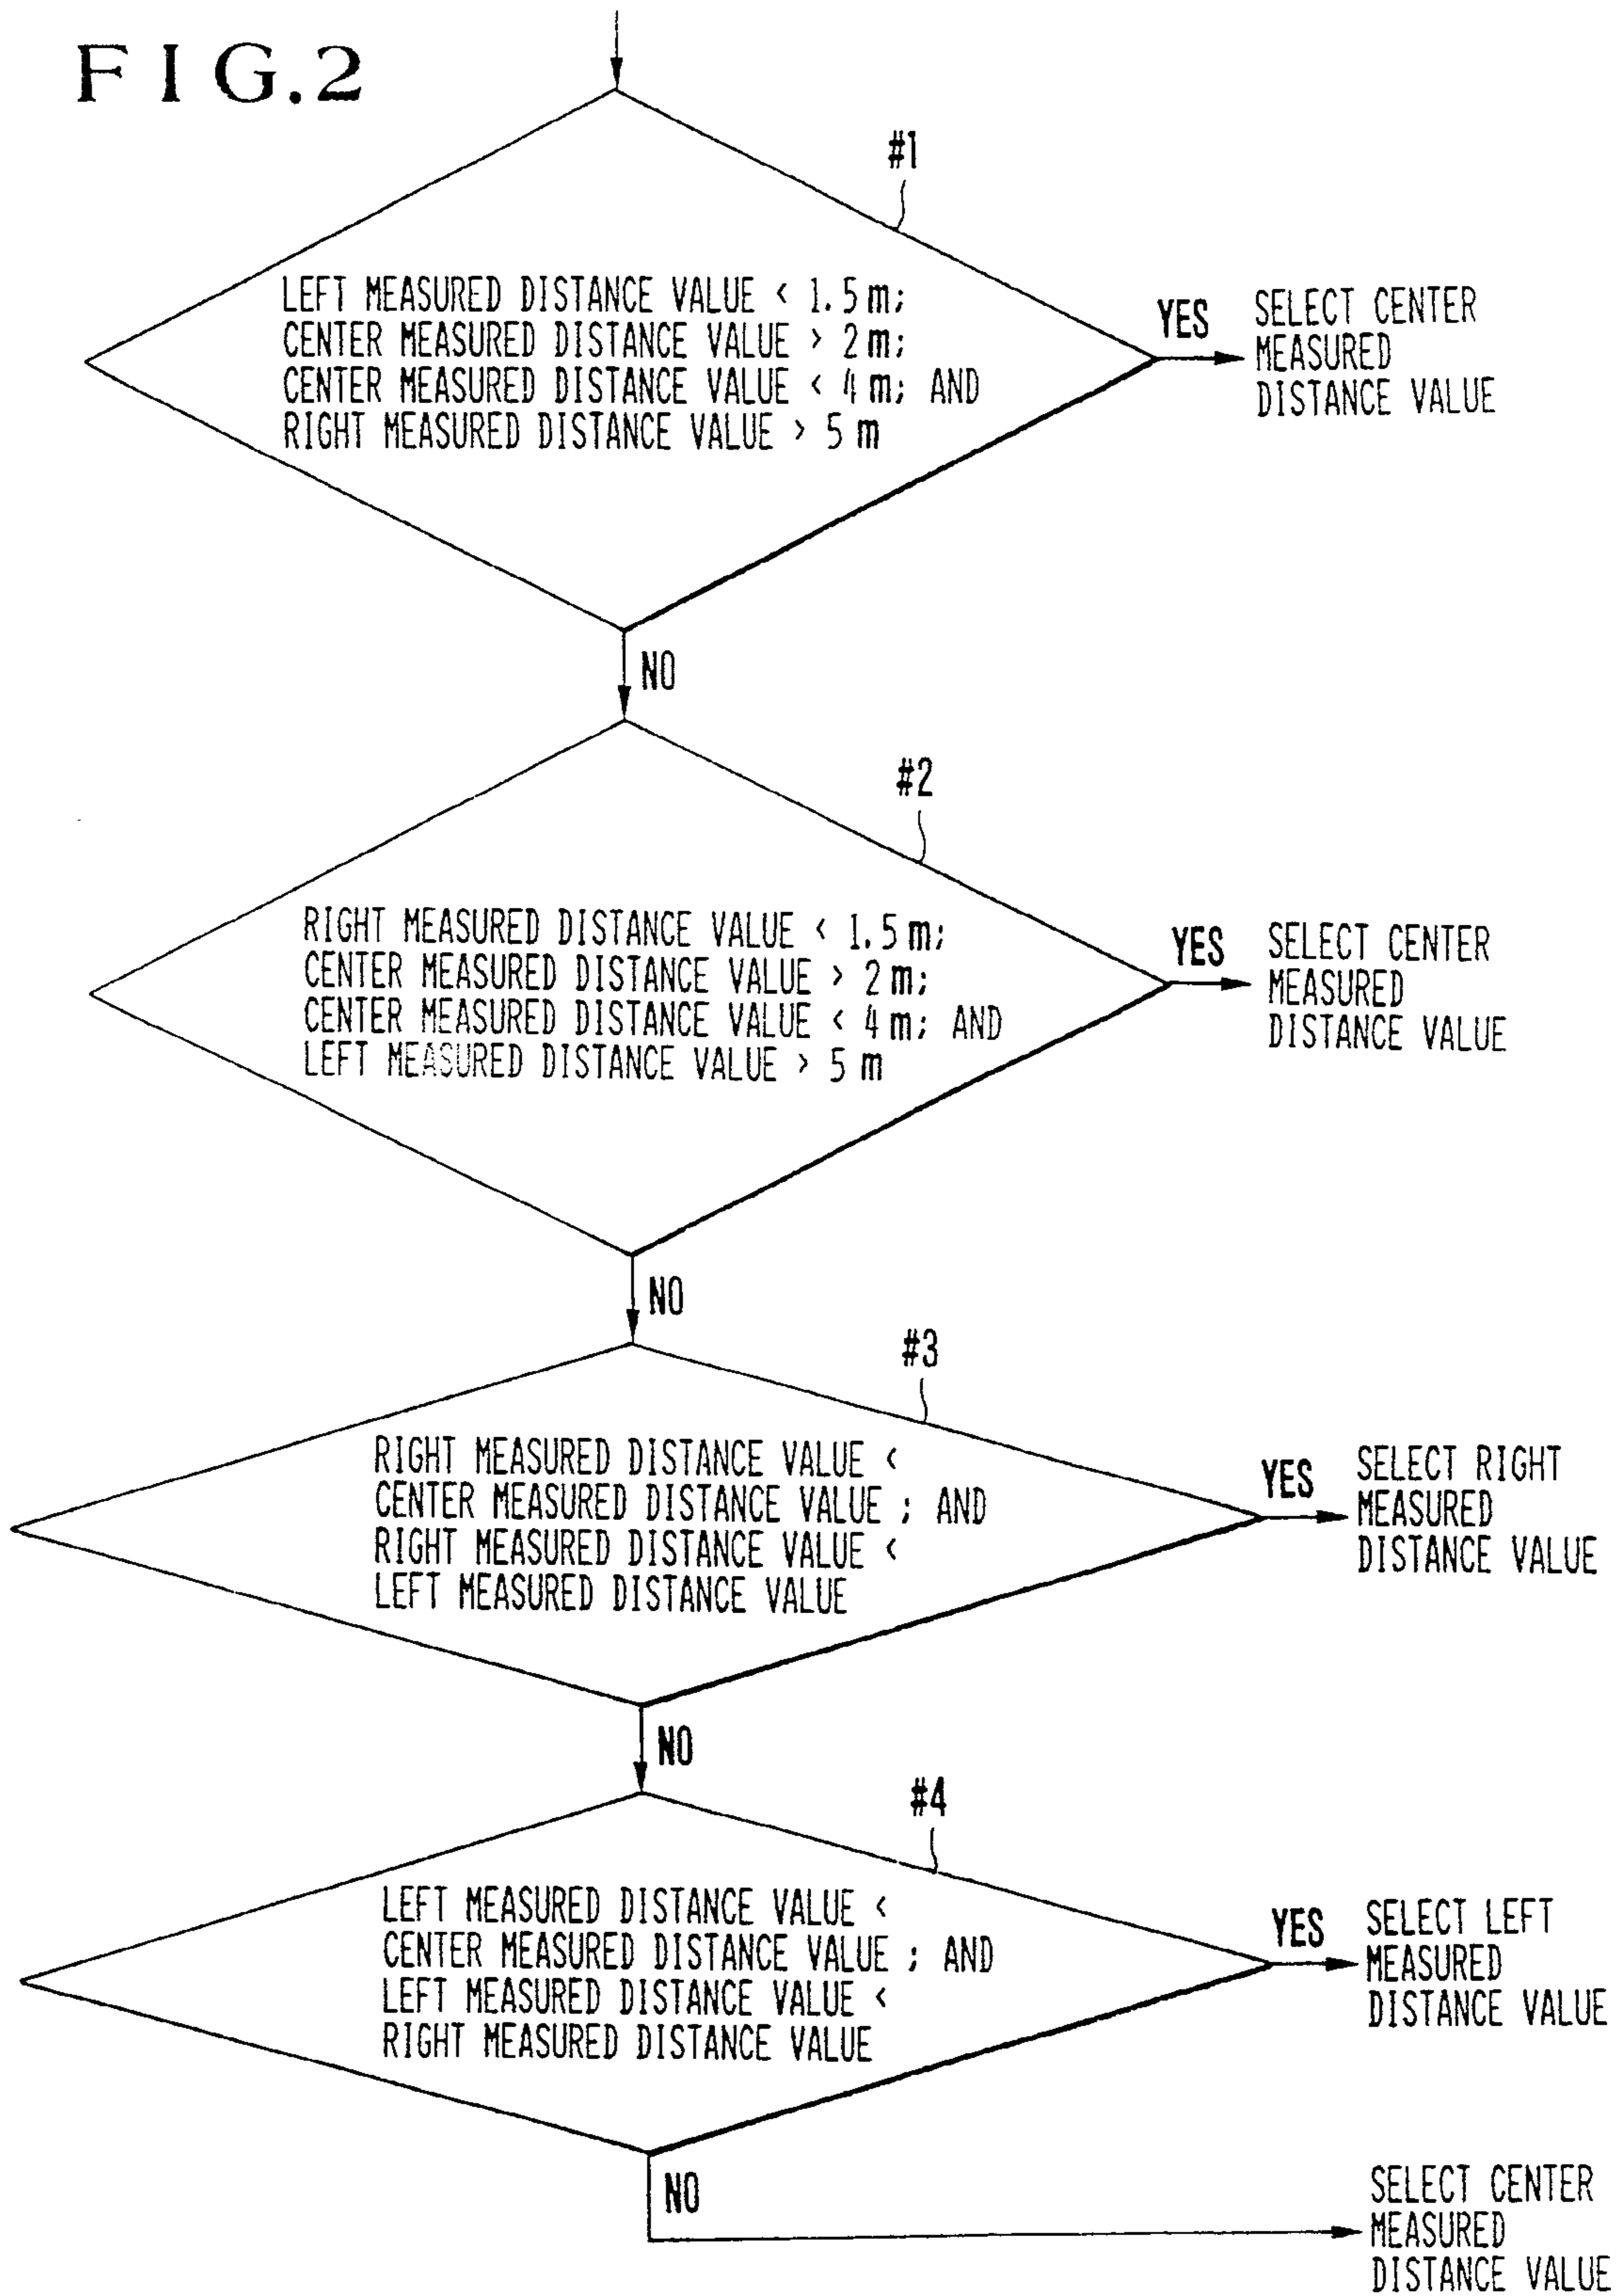 FIG.2
#1
LEFT MEASURED DISTANCE VALUE < 1.5 m;
CENTER MEASURED DISTANCE VALUE > 2 m;
CENTER MEASURED DISTANCE VALUE < 4 m; AND
RIGHT MEASURED DISTANCE VALUE > 5 m
YES
SELECT CENTER
MEASURED
DISTANCE VALUE
NO
#2
RIGHT MEASURED DISTANCE VALUE < 1.5 m;
CENTER MEASURED DISTANCE VALUE > 2 m;
CENTER MEASURED DISTANCE VALUE < 4 m; AND
LEFT MEASURED DISTANCE VALUE > 5 m
YES
SELECT CENTER
MEASURED
DISTANCE VALUE
NO
#3
RIGHT MEASURED DISTANCE VALUE <
CENTER MEASURED DISTANCE VALUE ; AND
RIGHT MEASURED DISTANCE VALUE <
LEFT MEASURED DISTANCE VALUE
YES
SELECT RIGHT
MEASURED
DISTANCE VALUE
NO
#4
LEFT MEASURED DISTANCE VALUE <
CENTER MEASURED DISTANCE VALUE ; AND
LEFT MEASURED DISTANCE VALUE <
RIGHT MEASURED DISTANCE VALUE
YES
SELECT LEFT
MEASURED
DISTANCE VALUE
NO
SELECT CENTER
MEASURED
DISTANCE VALUE